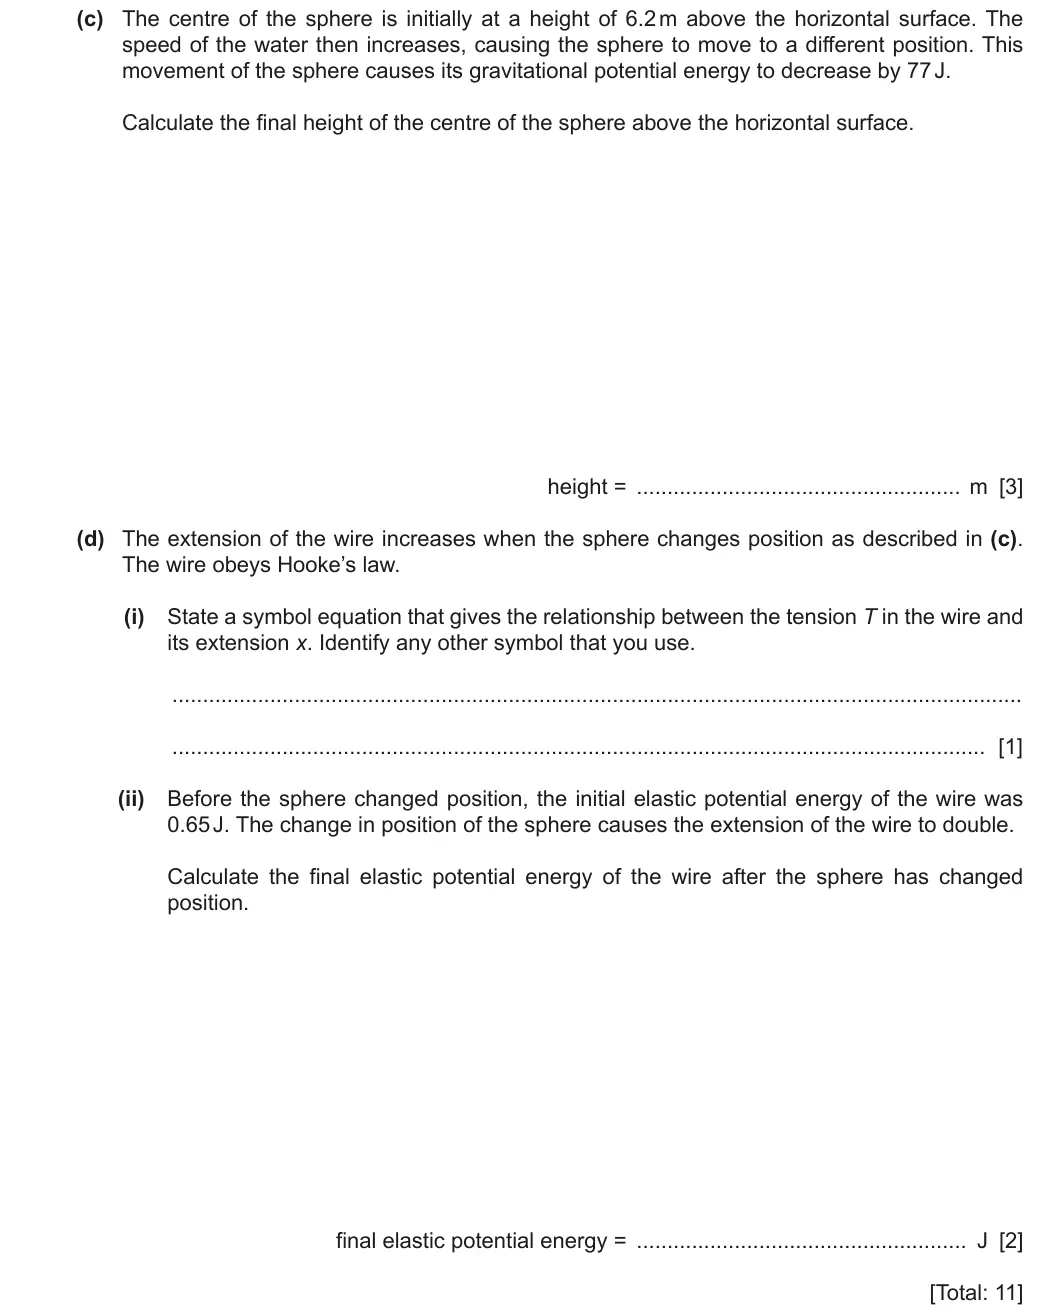 (c) The centre of the sphere is initially at a height of 6.2 m above the horizontal surface. The
speed of the water then increases, causing the sphere to move to a different position. This
movement of the sphere causes its gravitational potential energy to decrease by 77 J.
Calculate the final height of the centre of the sphere above the horizontal surface.
height = ..................................................... m [3]
(d) The extension of the wire increases when the sphere changes position as described in (c).
The wire obeys Hooke’s law.
(i) State a symbol equation that gives the relationship between the tension T in the wire and
its extension x. Identify any other symbol that you use.
...........................................................................................................................................
..................................................................................................................................... [1]
(ii) Before the sphere changed position, the initial elastic potential energy of the wire was
0.65 J. The change in position of the sphere causes the extension of the wire to double.
Calculate the final elastic potential energy of the wire after the sphere has changed
position.
final elastic potential energy = ...................................................... J [2]
[Total: 11]